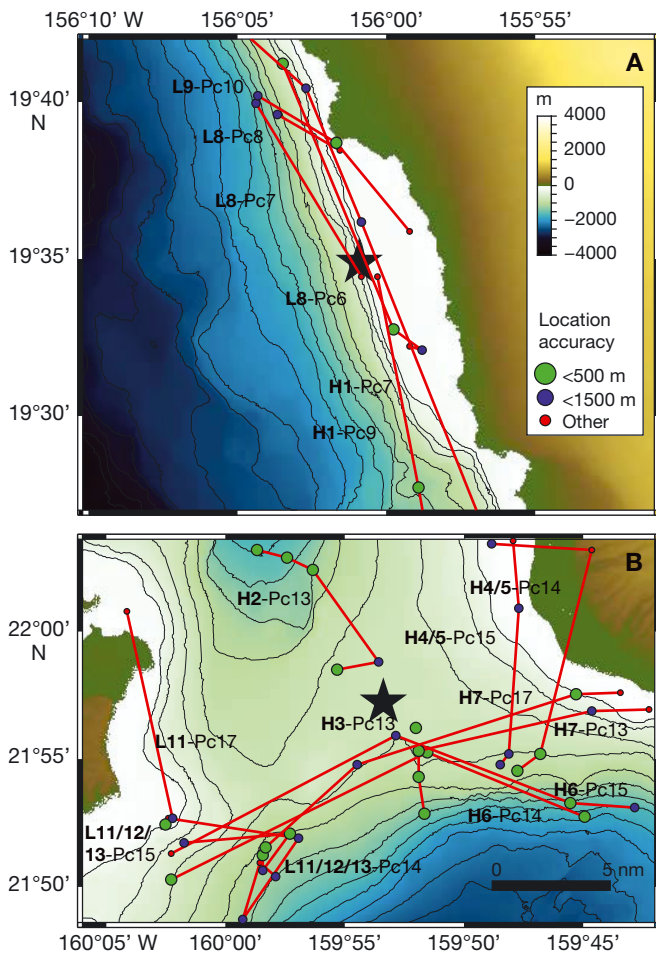 156°10’ W
156°05’
156°00’
155°55’
A
19°40’
N
L9-Pc10
L8-Pc8
L8-Pc7
m
4000
2000
0
−2000
−4000
19°35’
L8-Pc6
Location
accuracy
<500 m
<1500 m
Other
H1-Pc7
H1-Pc9
19°30’
B
H2-Pc13
H4/5-Pc14
22°00’
N
H4/5-Pc15
H7-Pc17
H3-Pc13
H7-Pc13
L11-Pc17
21°55’
H6-Pc15
H6-Pc14
L11/12/
13-Pc15
L11/12/13-Pc14
0
5 nm
21°50’
160°05’ W
160°00’
159°55’
159°50’
159°45’